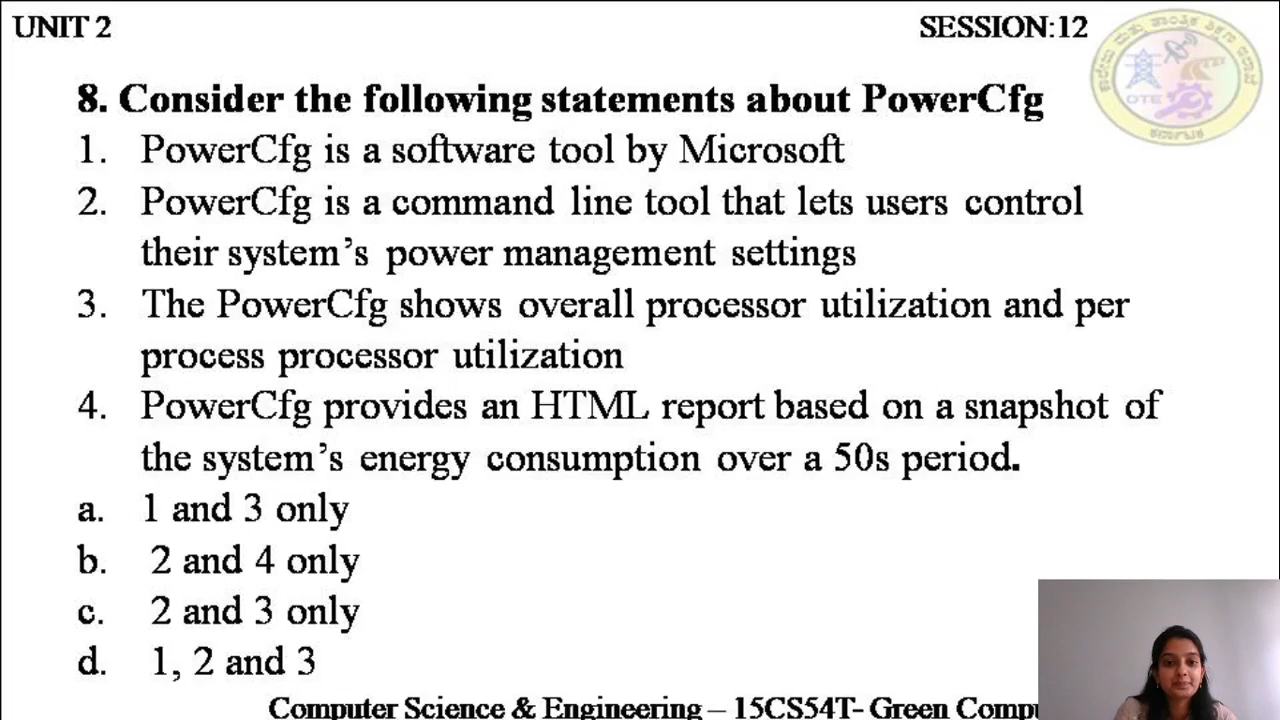 UNIT 2
SESSION:12
8. Consider the following statements about PowerCfg
1. PowerCfg is a software tool by Microsoft
2. PowerCfg is a command line tool that lets users control
their system’s power management settings
3. The PowerCfg shows overall processor utilization and per
process processor utilization
4. PowerCfg provides an HTML report based on a snapshot of
the system’s energy consumption over a 50s period.
a. 1 and 3 only
b. 2 and 4 only
c. 2 and 3 only
d. 1, 2 and 3
Computer Science & Engineering – 15CS54T- Green Compu
DTE